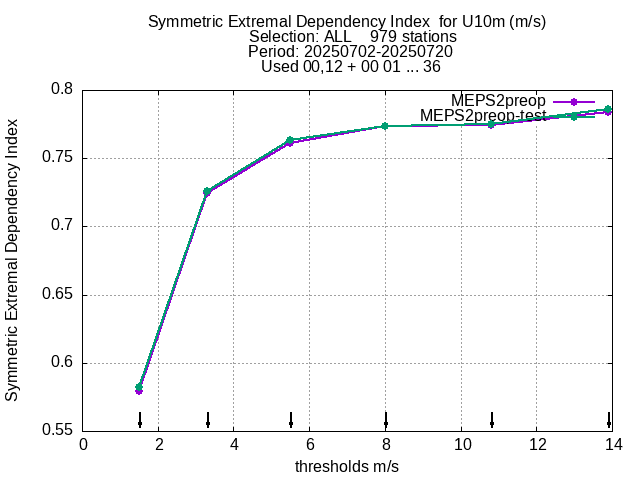 Symmetric Extremal Dependency Index  for U10m (m/s)
Selection: ALL    979 stations
Period: 20250702-20250720
Used 00,12 + 00 01 ... 36
MEPS2preop
MEPS2preop-test
Symmetric Extremal Dependency Index
0.8
0.75
0.7
0.65
0.6
0.55
0 2 4 6 8 10 12 14
thresholds m/s